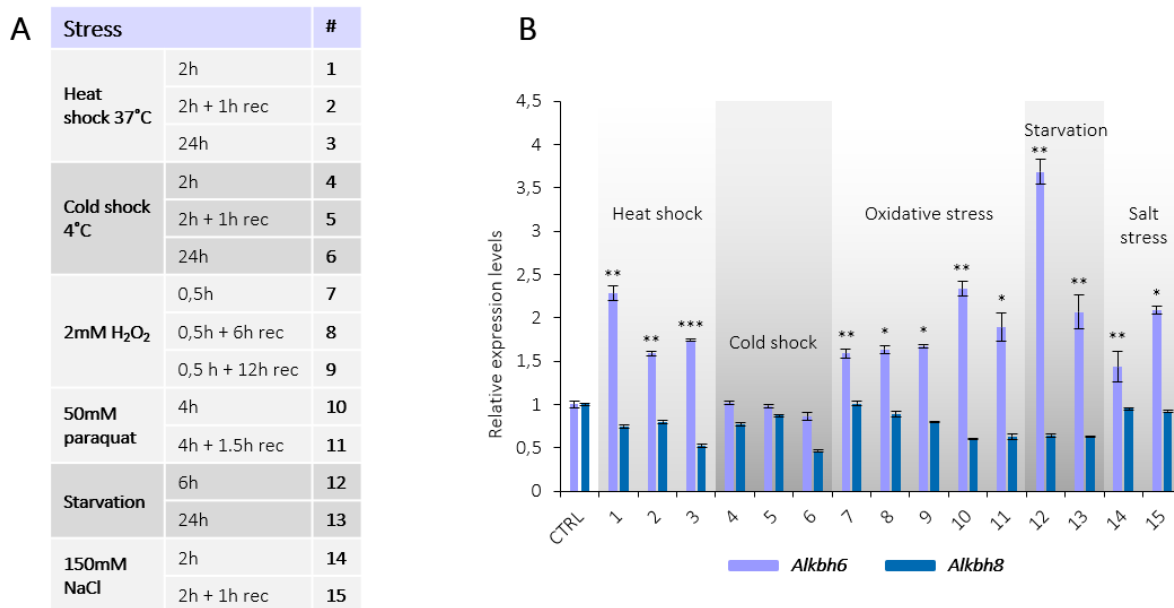 A
Stress #
Heat shock 37°C
2h 1
2h + 1h rec 2
24h 3
Cold shock 4°C
2h 4
2h + 1h rec 5
24h 6
2mM H₂O₂
0,5h 7
0,5h + 6h rec 8
0,5 h + 12h rec 9
50mM paraquat
4h 10
4h + 1.5h rec 11
Starvation
6h 12
24h 13
150mM NaCl
2h 14
2h + 1h rec 15
B
Relative expression levels
4,5
4
3,5
3
2,5
2
1,5
1
0,5
0
Heat shock
Cold shock
Oxidative stress
Starvation
Salt
stress
** ** *** ** * * ** * ** ** ** *
CTRL 1 2 3 4 5 6 7 8 9 10 11 12 13 14 15
Alkbh6 Alkbh8